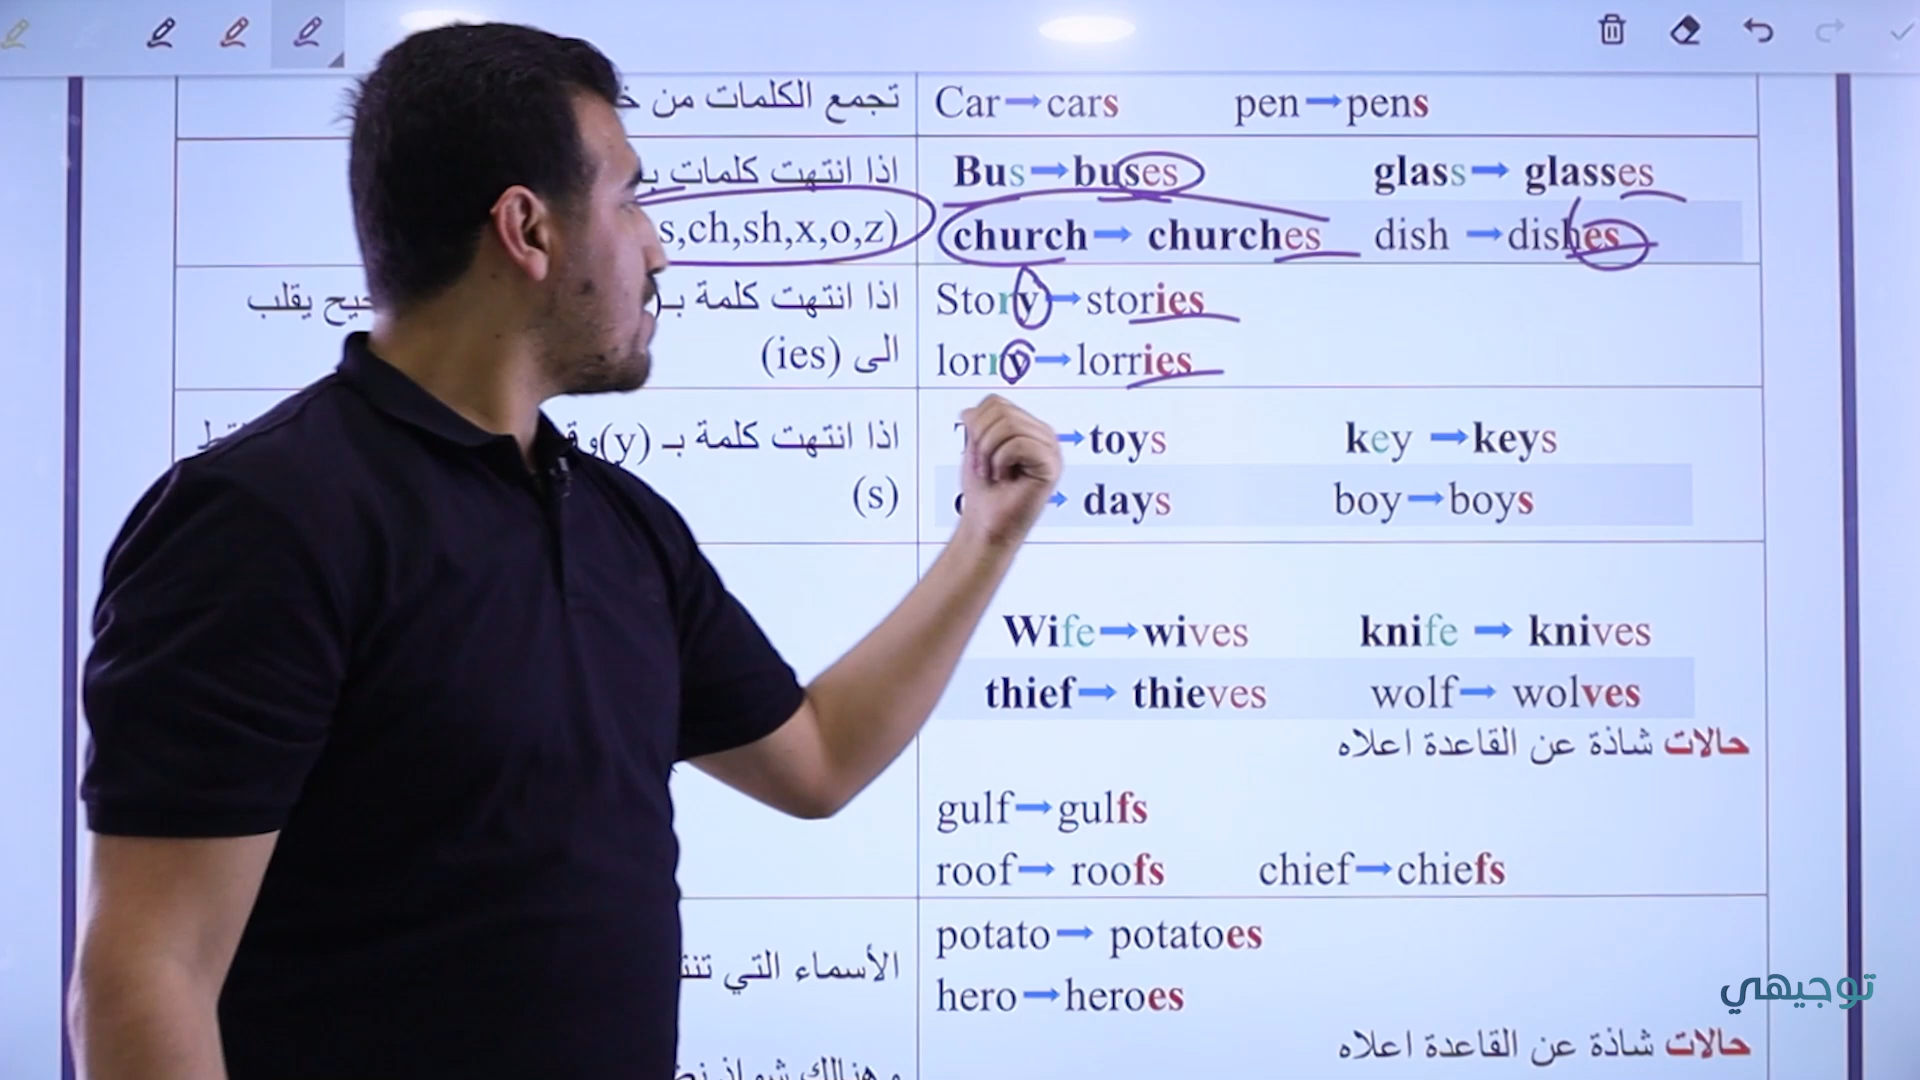 تجمع الكلمات من
Car→cars pen→pens
اذا انتهت كلمات
s,ch,sh,x,o,z)
Bus→buses glass→ glasses
church→ churches dish →dishes
اذا انتهت كلمة بـ يقلب
الى (ies)
Story→stories
lorry→lorries
اذا انتهت كلمة بـ (y)
(s)
→toys key →keys
→ days boy→boys
Wife→wives knife → knives
thief→ thieves wolf→ wolves
حالات شاذة عن القاعدة اعلاه
gulf→gulfs
roof→ roofs chief→chiefs
الأسماء التي
potato→ potatoes
hero→heroes
حالات شاذة عن القاعدة اعلاه
توجيهي